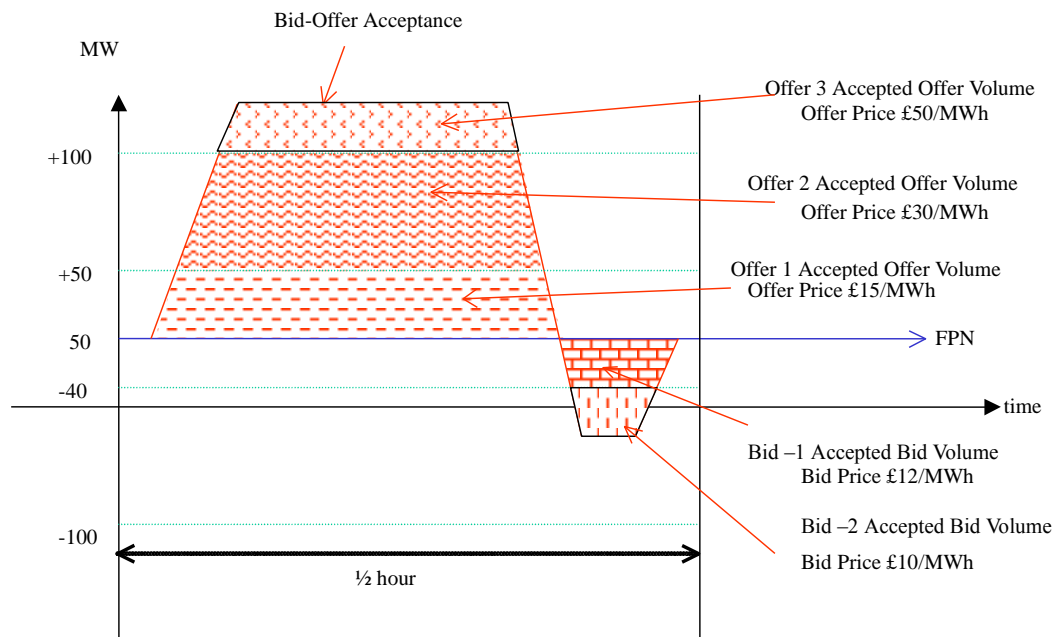 Bid-Offer Acceptance
MW
Offer 3 Accepted Offer Volume
Offer Price £50/MWh
+100
Offer 2 Accepted Offer Volume
Offer Price £30/MWh
+50
Offer 1 Accepted Offer Volume
Offer Price £15/MWh
50
FPN
-40
time
Bid –1 Accepted Bid Volume
Bid Price £12/MWh
Bid –2 Accepted Bid Volume
-100
Bid Price £10/MWh
½ hour